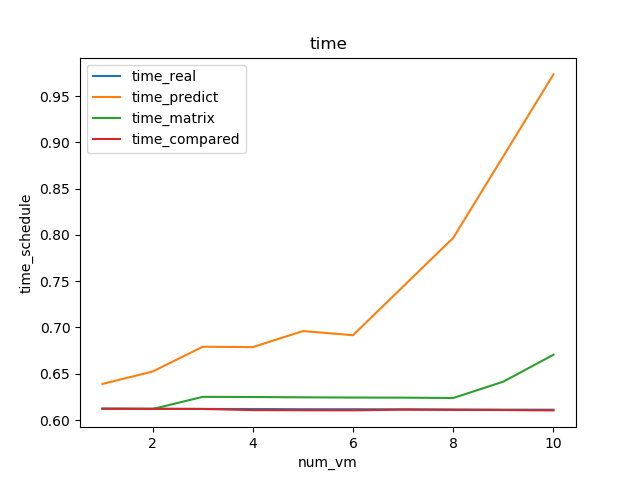 time
time_real
time_predict
time_matrix
time_compared
0.95
0.90
0.85
0.80
0.75
0.70
0.65
0.60
time_schedule
2
4
6
8
10
num_vm